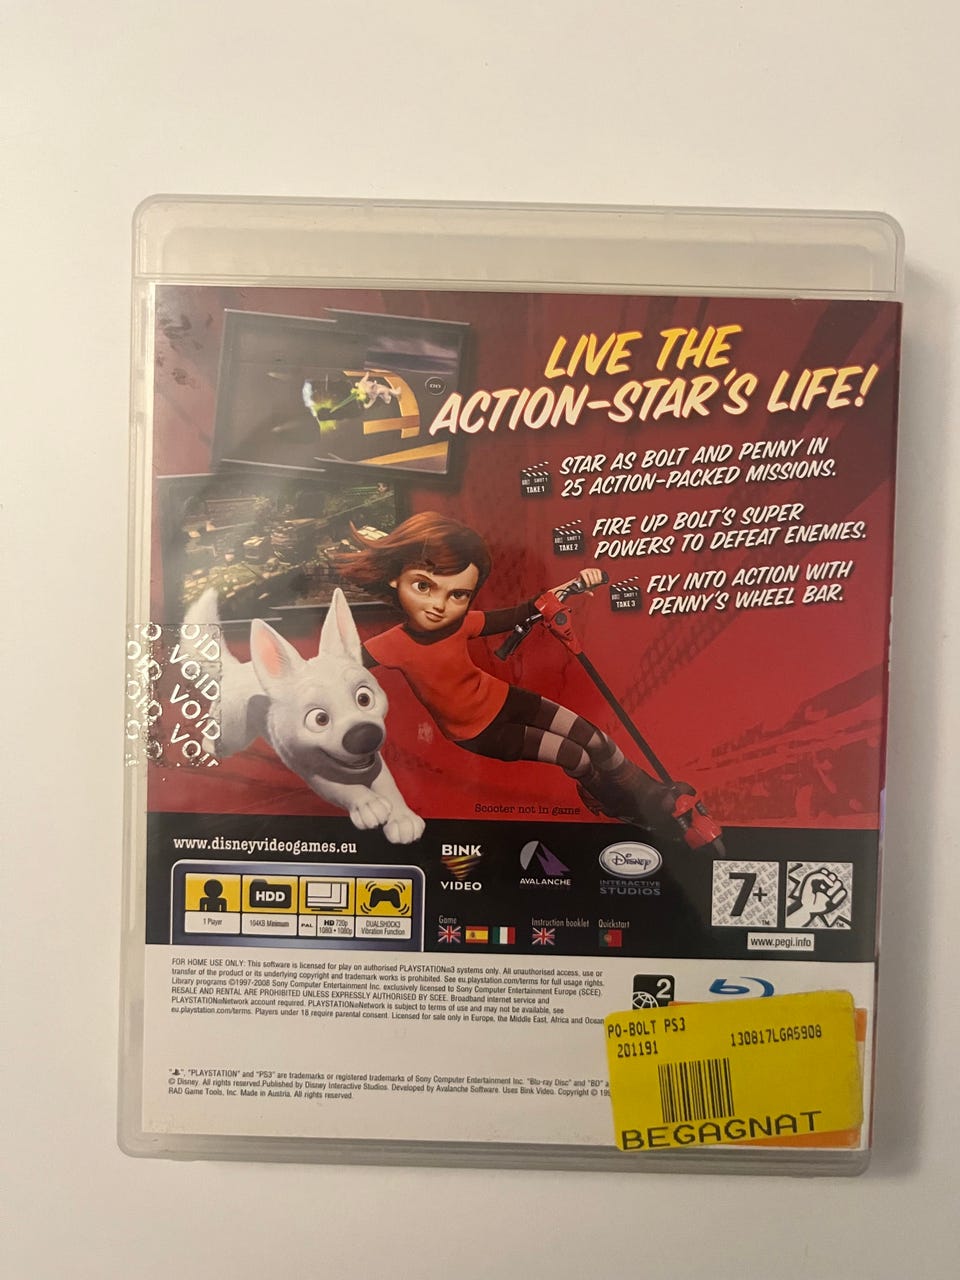 LIVE THE
ACTION-STAR'S LIFE!
TAKE 1
STAR AS BOLT AND PENNY IN
25 ACTION-PACKED MISSIONS.
TAKE 2
FIRE UP BOLT'S SUPER
POWERS TO DEFEAT ENEMIES.
TAKE 3
FLY INTO ACTION WITH
PENNY'S WHEEL BAR.
VOID
VOID
VOID
Scooter not in game
www.disneyvideogames.eu
BINK
VIDEO
AVALANCHE
Disney
INTERACTIVE
STUDIOS
7+
www.pegi.info
HDD
1 Player
104KB Minimum
PAL
HD 720p
1080i • 1080p
DUALSHOCK3
Vibration Function
Game
Instruction booklet
Quickstart
FOR HOME USE ONLY: This software is licensed for play on authorised PLAYSTATION®3 systems only. All unauthorised access, use or
transfer of the product or its underlying copyright and trademark works is prohibited. See eu.playstation.com/terms for full usage rights.
Library programs ©1997-2008 Sony Computer Entertainment Inc. exclusively licensed to Sony Computer Entertainment Europe (SCEE).
RESALE AND RENTAL ARE PROHIBITED UNLESS EXPRESSLY AUTHORISED BY SCEE. Broadband internet service and
PLAYSTATION®Network account required. PLAYSTATION®Network is subject to terms of use and may not be available, see
eu.playstation.com/terms. Players under 18 require parental consent. Licensed for sale only in Europe, the Middle East, Africa and Ocean
2
"PLAYSTATION" and "PS3" are trademarks or registered trademarks of Sony Computer Entertainment Inc. "Blu-ray Disc" and "BD" a
© Disney. All rights reserved. Published by Disney Interactive Studios. Developed by Avalanche Software. Uses Bink Video. Copyright © 199
RAD Game Tools, Inc. Made in Austria. All rights reserved.
PO-BOLT PS3
201191
130817LGA5908
BEGAGNAT